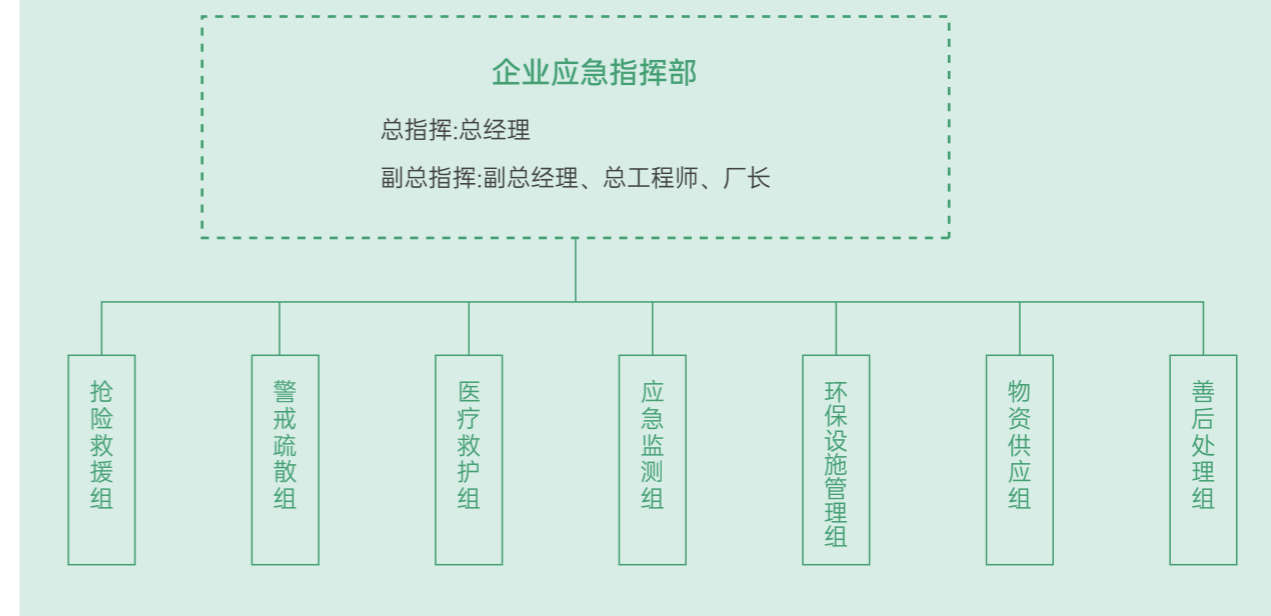 企业应急指挥部
总指挥:总经理
副总指挥:副总经理、总工程师、厂长
抢险救援组
警戒疏散组
医疗救护组
应急监测组
环保设施管理组
物资供应组
善后处理组